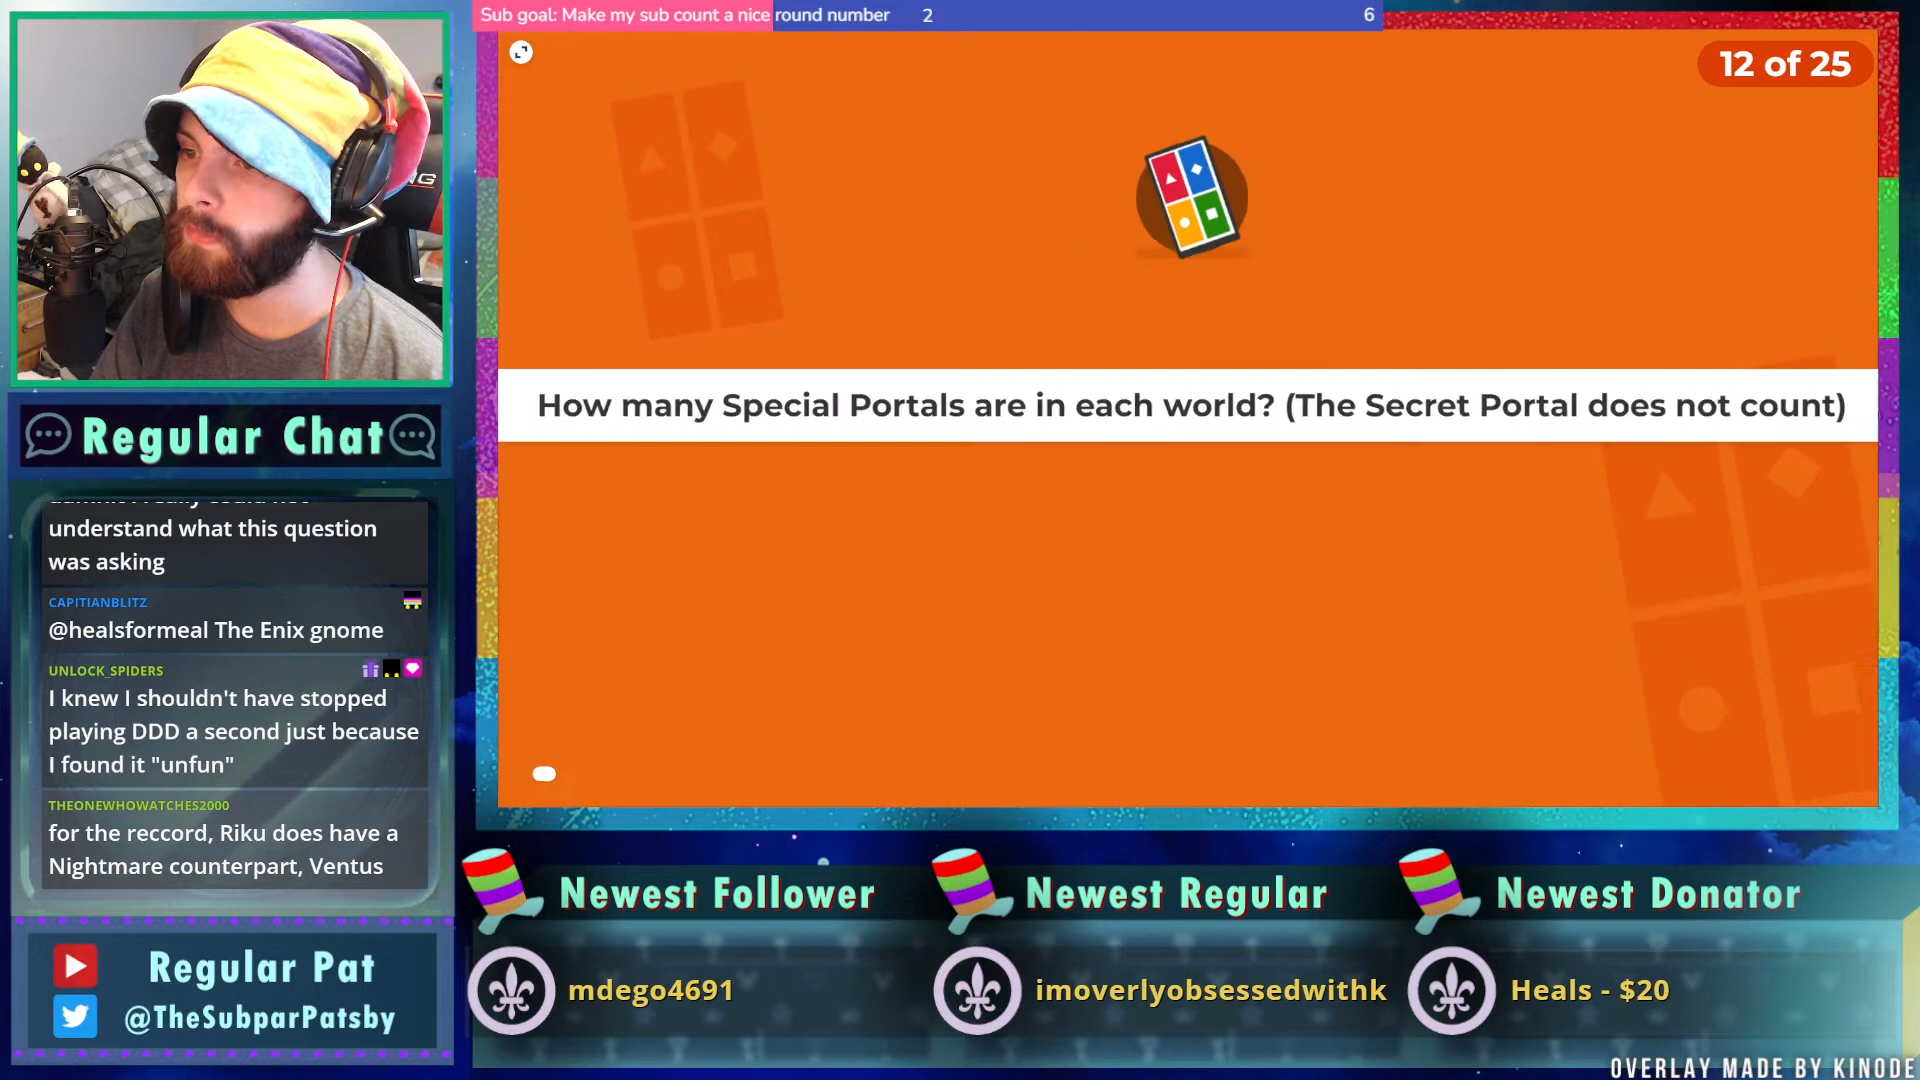 Sub goal: Make my sub count a nice round number 2 6
12 of 25
How many Special Portals are in each world? (The Secret Portal does not count)
Regular Chat
understand what this question
was asking
CAPITIANBLITZ
@healsformeal The Enix gnome
UNLOCK_SPIDERS
I knew I shouldn't have stopped
playing DDD a second just because
I found it "unfun"
THEONEWHOWATCHES2000
for the reccord, Riku does have a
Nightmare counterpart, Ventus
Regular Pat
@TheSubparPatsby
Newest Follower
mdego4691
Newest Regular
imoverlyobsessedwithk
Newest Donator
Heals - $20
OVERLAY MADE BY KINODE